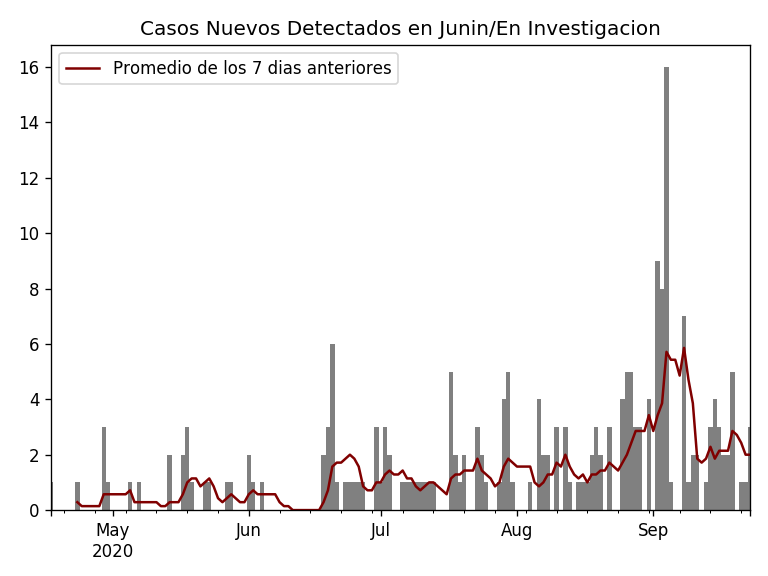 Casos Nuevos Detectados en Junin/En Investigacion
Promedio de los 7 dias anteriores
16
14
12
10
8
6
4
2
0
May
2020
Jun
Jul
Aug
Sep